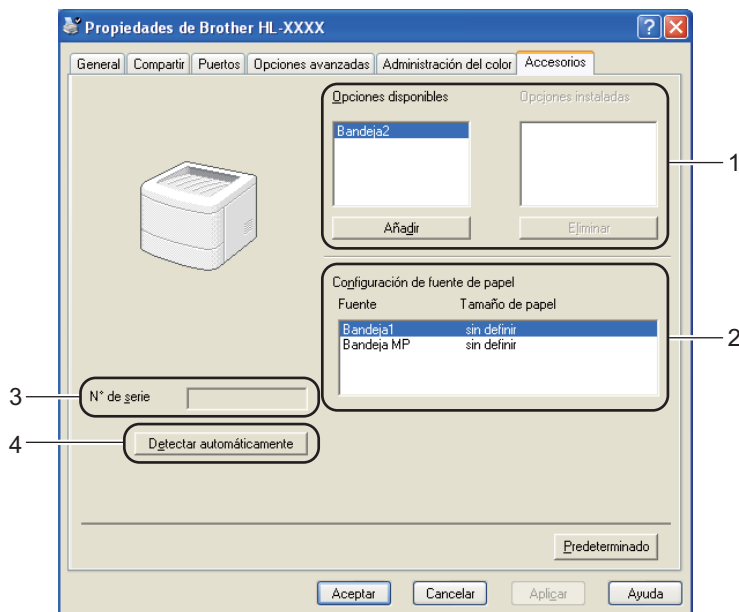 Propiedades de Brother HL-XXXX
General Compartir Puertos Opciones avanzadas Administración del color Accesorios
Opciones disponibles Opciones instaladas
Bandeja2
1
Añadir Eliminar
Configuración de fuente de papel
Fuente Tamaño de papel
Bandeja1 sin definir
Bandeja MP sin definir
2
3 N° de serie
4 Detectar automáticamente
Predeterminado
Aceptar Cancelar Aplicar Ayuda